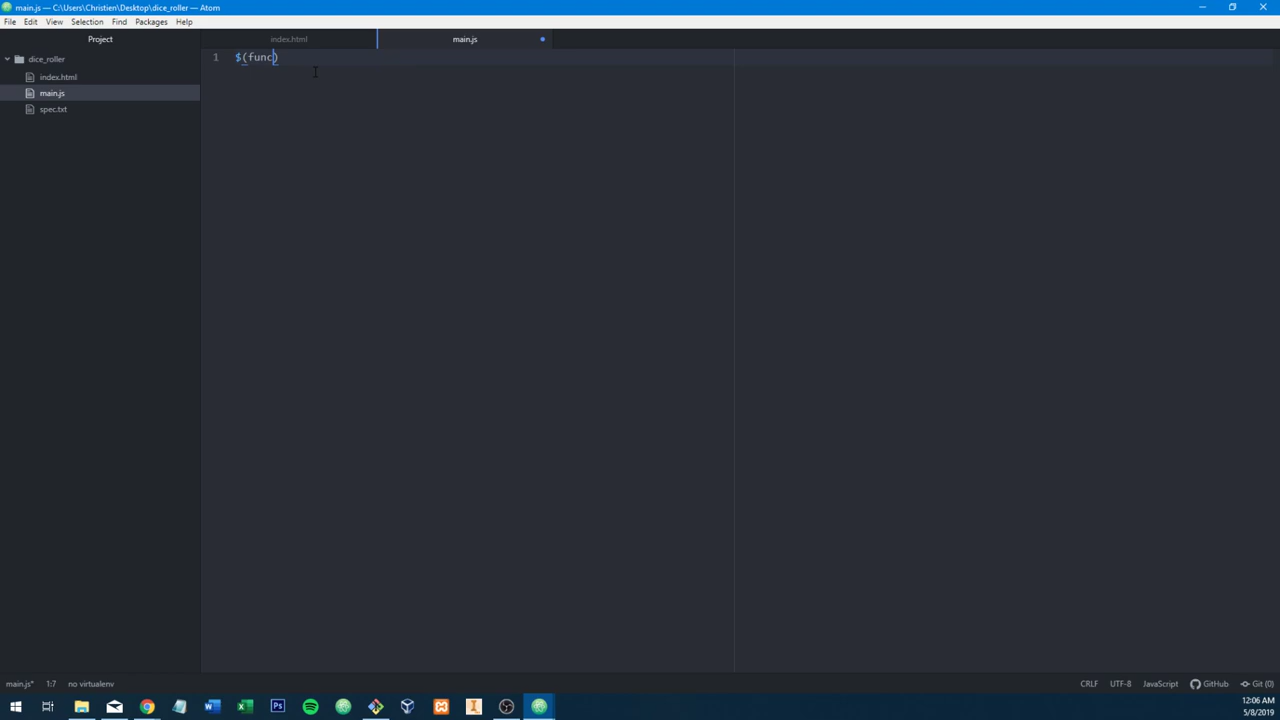 main.js — C:\Users\Christien\Desktop\dice_roller — Atom
File Edit View Selection Find Packages Help
Project
index.html
main.js
dice_roller
index.html
main.js
spec.txt
1 $(func)
main.js* 1:7 no virtualenv
CRLF UTF-8 JavaScript GitHub Git (0)
12:06 AM
5/8/2019